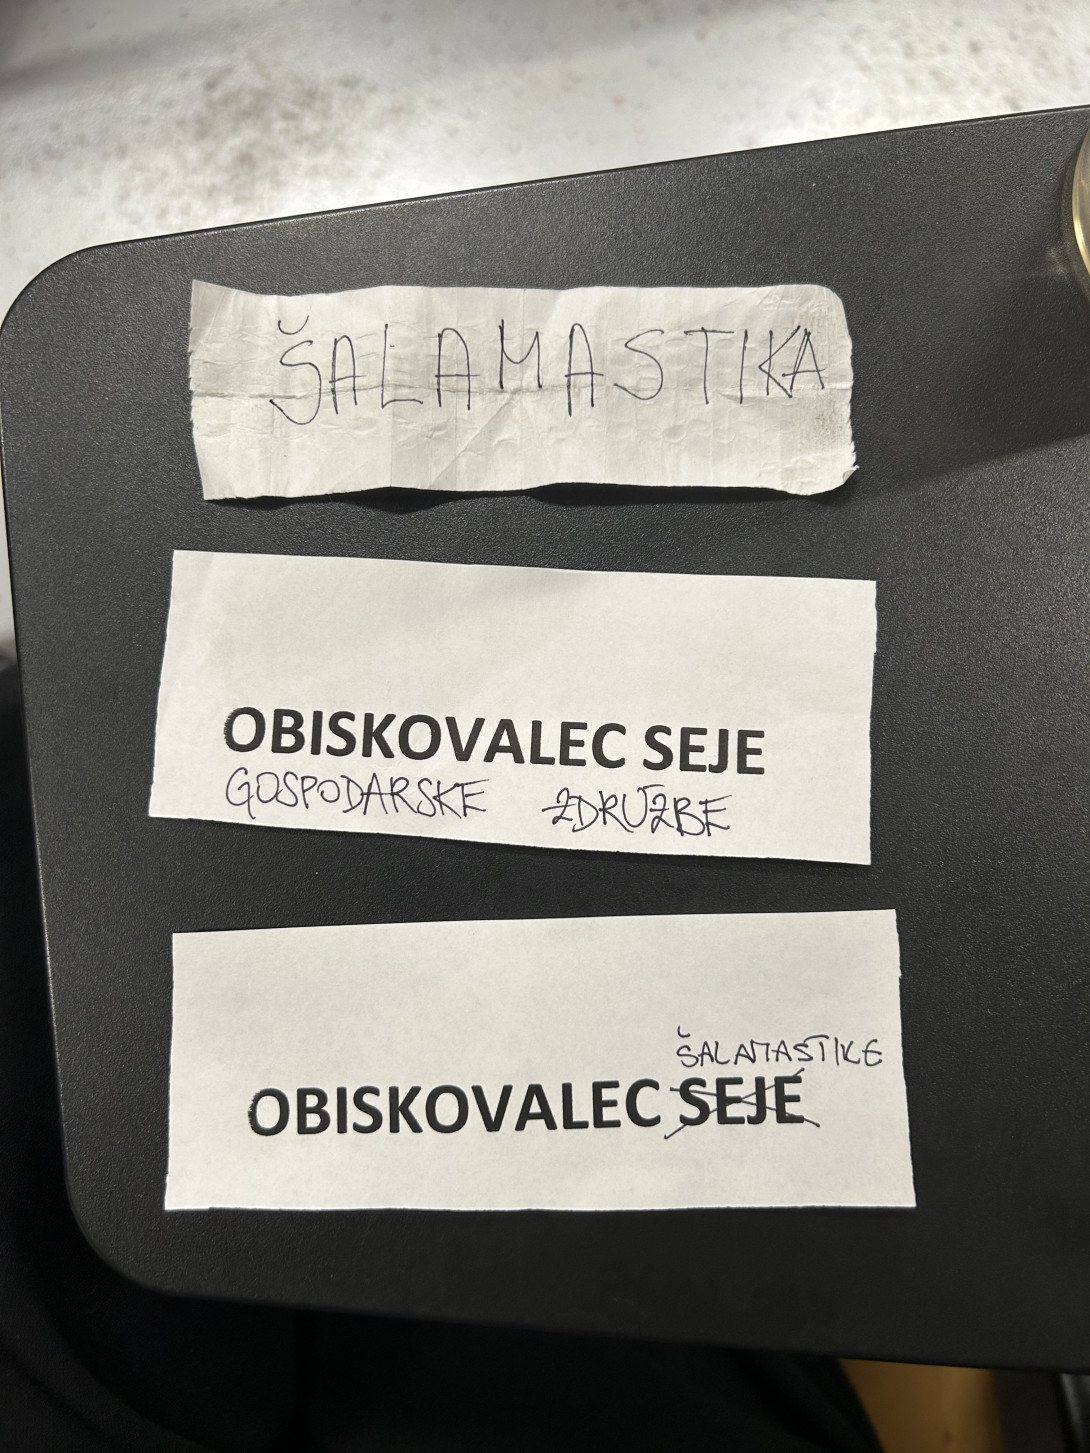 ŠALAMASTIKA
OBISKOVALEC SEJE
GOSPODARSKE ZDRUŽBE
ŠALAMASTIKE
OBISKOVALEC SEJE